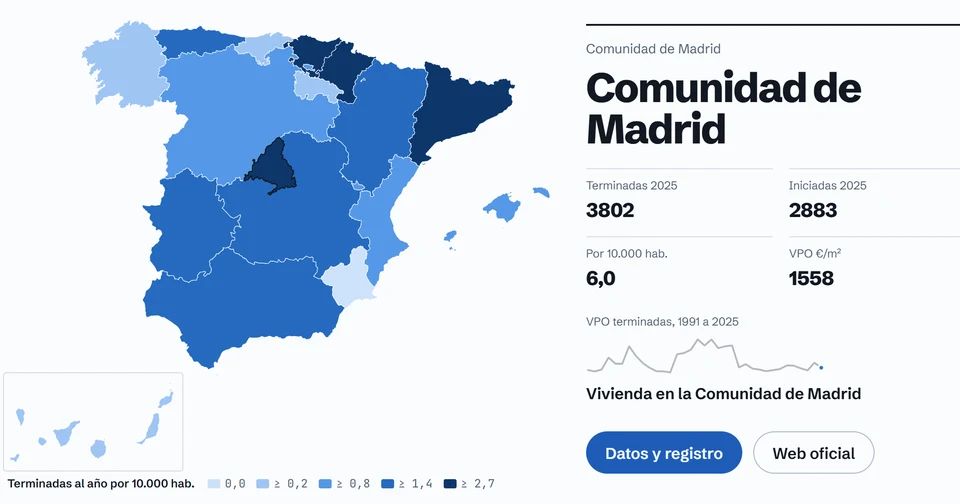 Comunidad de Madrid
Comunidad de
Madrid
Terminadas 2025
3802
Iniciadas 2025
2883
Por 10.000 hab.
6,0
VPO €/m²
1558
VPO terminadas, 1991 a 2025
Vivienda en la Comunidad de Madrid
Datos y registro
Web oficial
Terminadas al año por 10.000 hab.
0,0
≥ 0,2
≥ 0,8
≥ 1,4
≥ 2,7